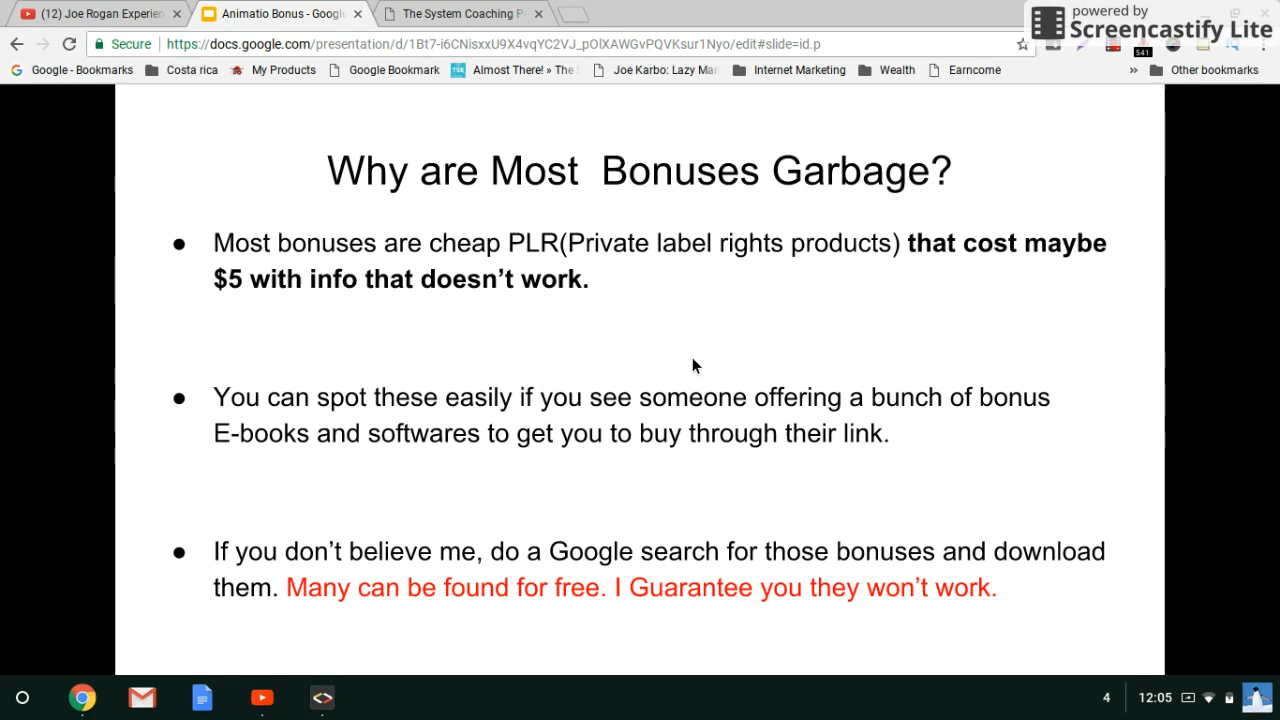 (12) Joe Rogan Experien
Animatio Bonus - Google
The System Coaching P
powered by
Screencastify Lite
Secure
https://docs.google.com/presentation/d/
edit#slide=id.p
541
Google - Bookmarks
Costa rica
My Products
Google Bookmark
Almost There! » The
Joe Karbo: Lazy Man
Internet Marketing
Wealth
Earncome
»
Other bookmarks
Why are Most Bonuses Garbage?
● Most bonuses are cheap PLR(Private label rights products) that cost maybe
$5 with info that doesn't work.
● You can spot these easily if you see someone offering a bunch of bonus
E-books and softwares to get you to buy through their link.
● If you don't believe me, do a Google search for those bonuses and download
them. Many can be found for free. I Guarantee you they won't work.
4
12:05